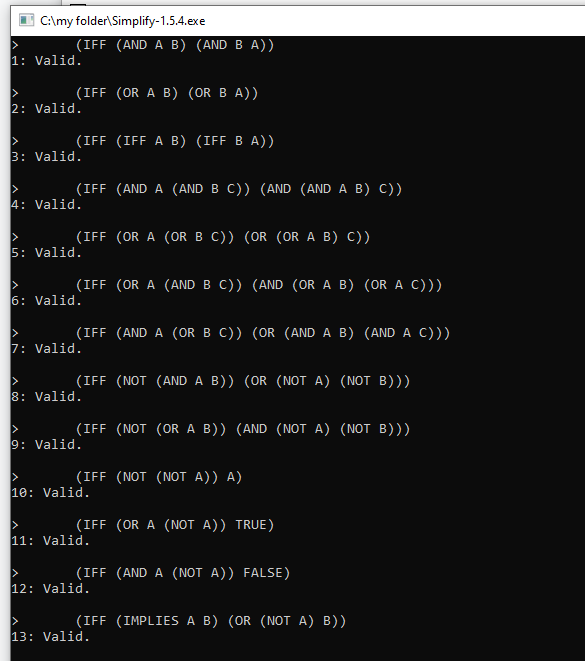 C:\my folder\Simplify-1.5.4.exe
> (IFF (AND A B) (AND B A))
1: Valid.
> (IFF (OR A B) (OR B A))
2: Valid.
> (IFF (IFF A B) (IFF B A))
3: Valid.
> (IFF (AND A (AND B C)) (AND (AND A B) C))
4: Valid.
> (IFF (OR A (OR B C)) (OR (OR A B) C))
5: Valid.
> (IFF (OR A (AND B C)) (AND (OR A B) (OR A C)))
6: Valid.
> (IFF (AND A (OR B C)) (OR (AND A B) (AND A C)))
7: Valid.
> (IFF (NOT (AND A B)) (OR (NOT A) (NOT B)))
8: Valid.
> (IFF (NOT (OR A B)) (AND (NOT A) (NOT B)))
9: Valid.
> (IFF (NOT (NOT A)) A)
10: Valid.
> (IFF (OR A (NOT A)) TRUE)
11: Valid.
> (IFF (AND A (NOT A)) FALSE)
12: Valid.
> (IFF (IMPLIES A B) (OR (NOT A) B))
13: Valid.